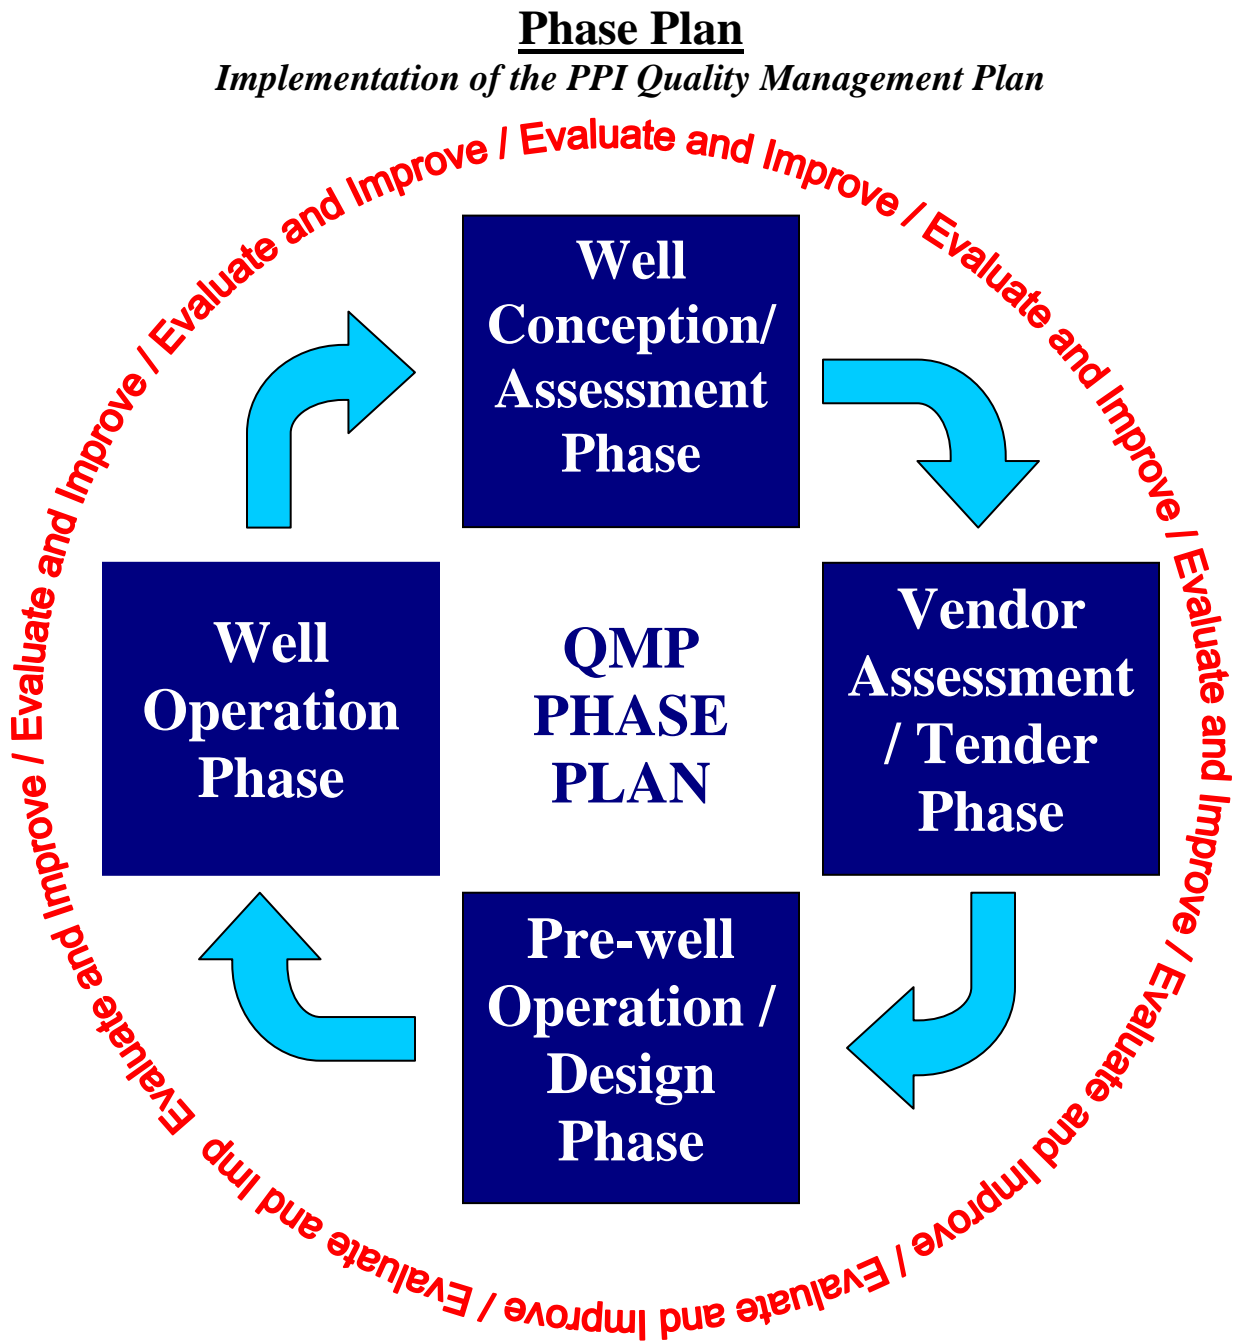 Phase Plan
Implementation of the PPI Quality Management Plan
Evaluate and Improve / Evaluate and Improve / Evaluate and Improve / Evaluate and Improve / Evaluate and Improve / Evaluate and Improve / Evaluate and Improve / Evaluate and Improve / Evaluate and Imp
Well
Conception/
Assessment
Phase
Vendor
Assessment
/ Tender
Phase
Pre-well
Operation /
Design
Phase
Well
Operation
Phase
QMP
PHASE
PLAN